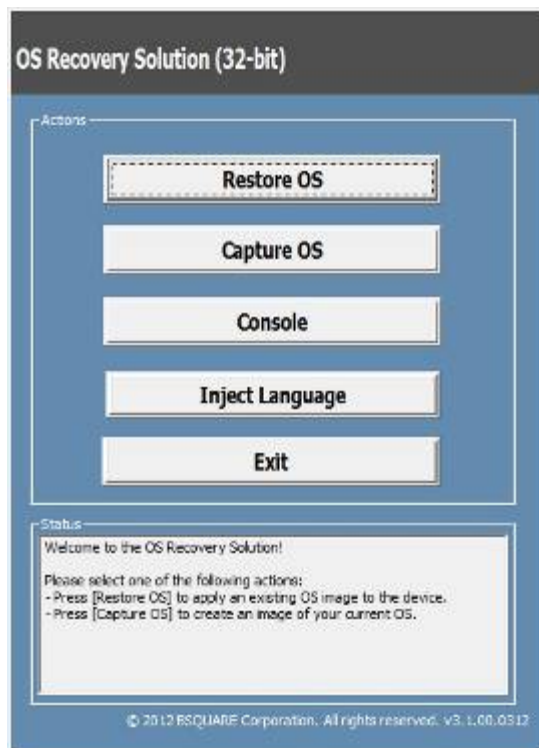 OS Recovery Solution (32-bit)
Actions
Restore OS
Capture OS
Console
Inject Language
Exit
Status
Welcome to the OS Recovery Solution!
Please select one of the following actions:
- Press [Restore OS] to apply an existing OS image to the device.
- Press [Capture OS] to create an image of your current OS.
© 2012 BSQUARE Corporation. All rights reserved. v3.1.00.0312